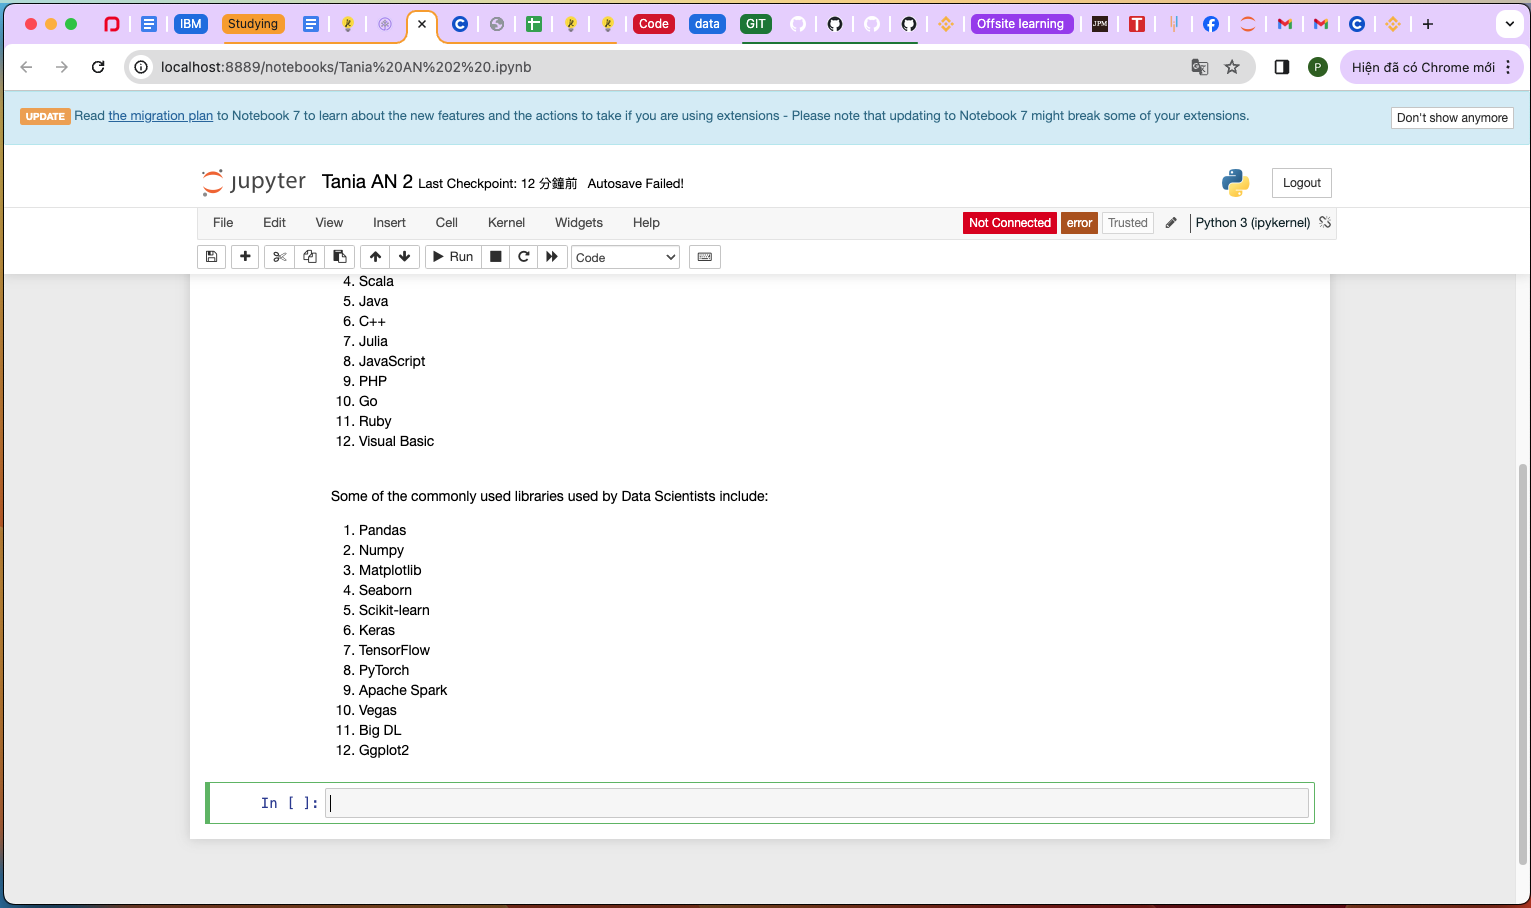 IBM Studying Code data GIT Offsite learning JPM
localhost:8889/notebooks/Tania%20AN%202%20.ipynb P Hiện đã có Chrome mới
UPDATE Read the migration plan to Notebook 7 to learn about the new features and the actions to take if you are using extensions - Please note that updating to Notebook 7 might break some of your extensions. Don't show anymore
jupyter Tania AN 2 Last Checkpoint: 12 分鐘前 Autosave Failed! Logout
File Edit View Insert Cell Kernel Widgets Help Not Connected error Trusted Python 3 (ipykernel)
Run Code
4. Scala
5. Java
6. C++
7. Julia
8. JavaScript
9. PHP
10. Go
11. Ruby
12. Visual Basic
Some of the commonly used libraries used by Data Scientists include:
1. Pandas
2. Numpy
3. Matplotlib
4. Seaborn
5. Scikit-learn
6. Keras
7. TensorFlow
8. PyTorch
9. Apache Spark
10. Vegas
11. Big DL
12. Ggplot2
In [ ]: